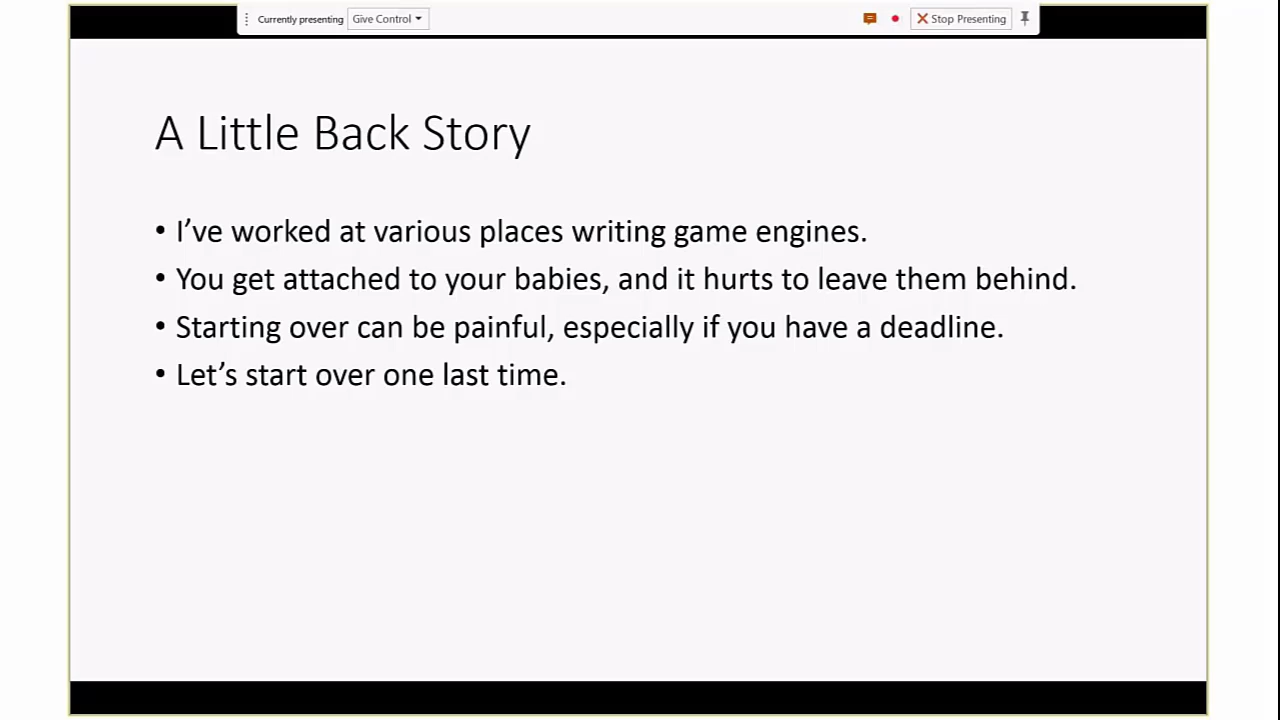 Currently presenting Give Control Stop Presenting
A Little Back Story
• I’ve worked at various places writing game engines.
• You get attached to your babies, and it hurts to leave them behind.
• Starting over can be painful, especially if you have a deadline.
• Let’s start over one last time.